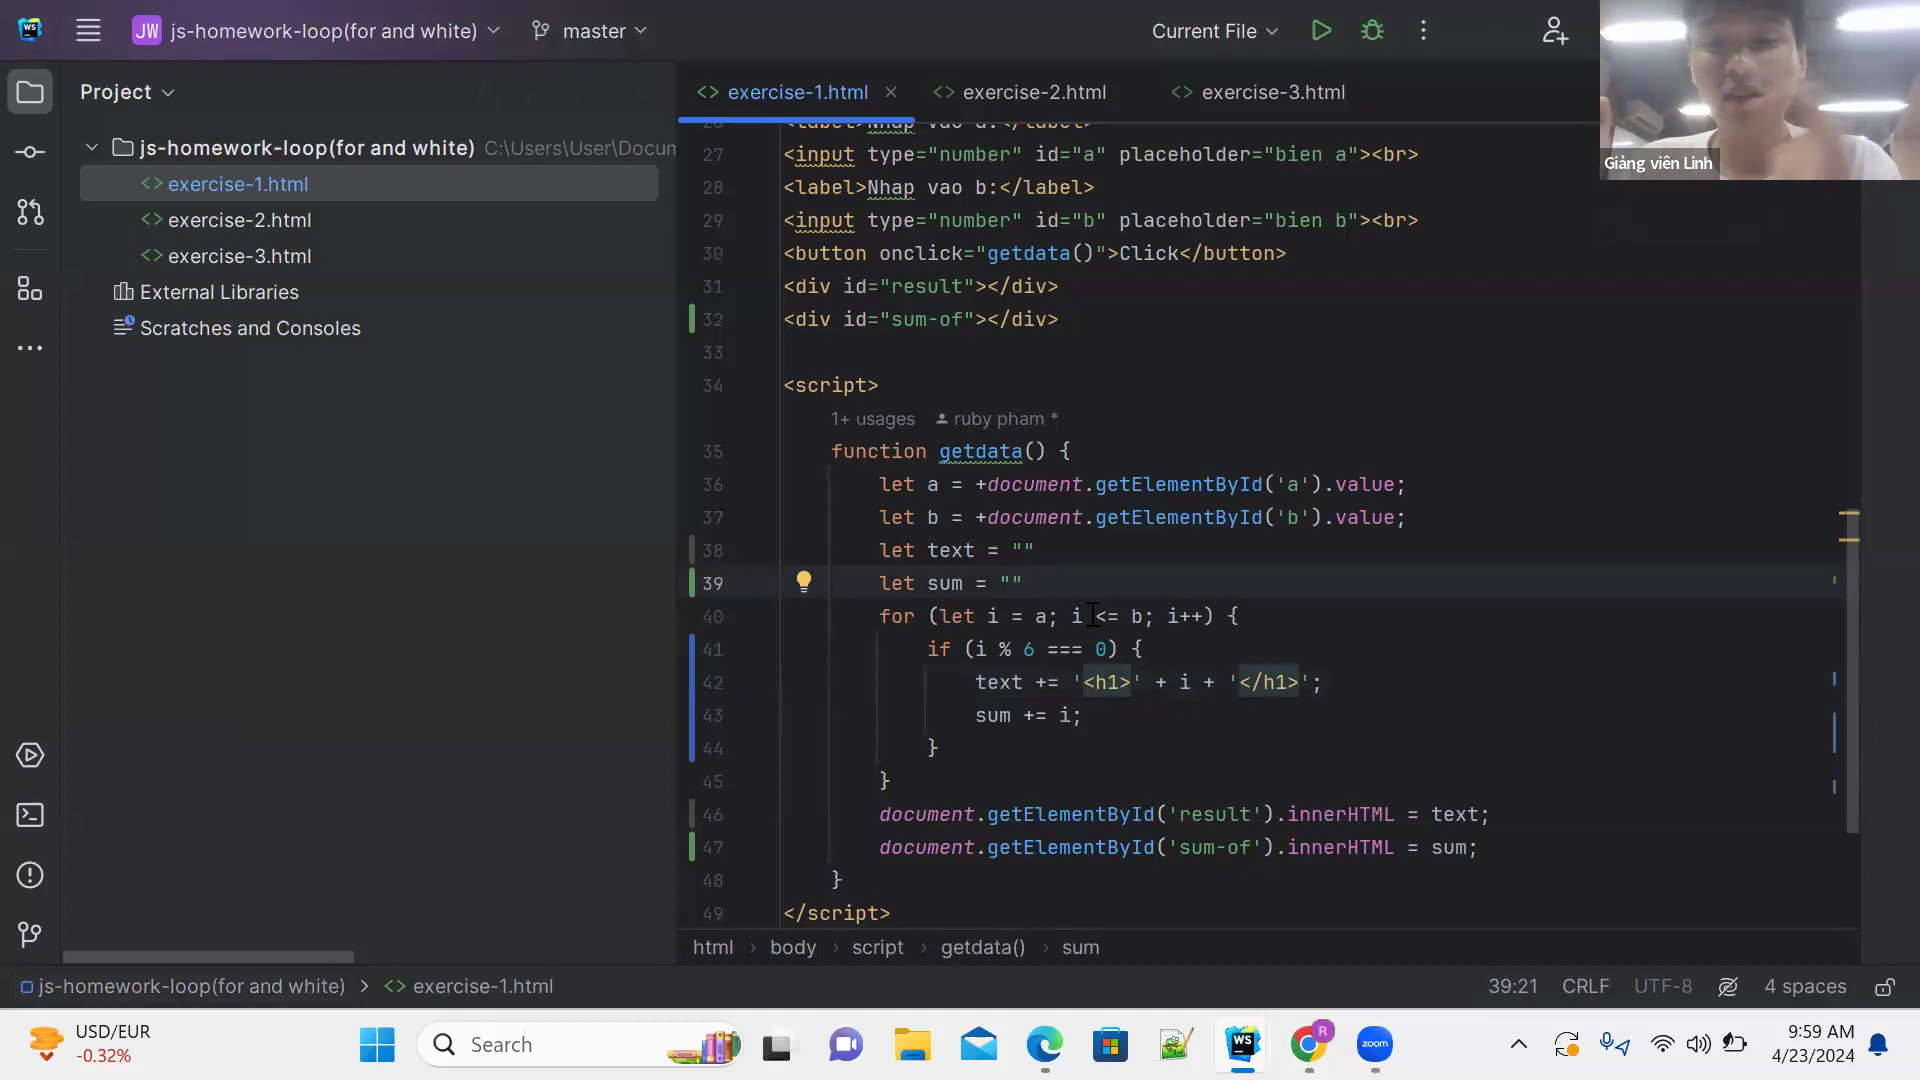 WS
JW js-homework-loop(for and white)
master
Current File
Project
js-homework-loop(for and white) C:\Users\User\Docum
exercise-1.html
exercise-2.html
exercise-3.html
External Libraries
Scratches and Consoles
exercise-1.html
exercise-2.html
exercise-3.html
Giảng viên Linh
26 <label>Nhap vao a:</label>
27 <input type="number" id="a" placeholder="bien a"><br>
28 <label>Nhap vao b:</label>
29 <input type="number" id="b" placeholder="bien b"><br>
30 <button onclick="getdata()">Click</button>
31 <div id="result"></div>
32 <div id="sum-of"></div>
33
34 <script>
1+ usages ruby pham *
35 function getdata() {
36 let a = +document.getElementById('a').value;
37 let b = +document.getElementById('b').value;
38 let text = ""
39 let sum = ""
40 for (let i = a; i <= b; i++) {
41 if (i % 6 === 0) {
42 text += '<h1>' + i + '</h1>';
43 sum += i;
44 }
45 }
46 document.getElementById('result').innerHTML = text;
47 document.getElementById('sum-of').innerHTML = sum;
48 }
49 </script>
html > body > script > getdata() > sum
js-homework-loop(for and white) > exercise-1.html
39:21 CRLF UTF-8 4 spaces
USD/EUR
-0.32%
Search
WS
R
zoom
9:59 AM
4/23/2024